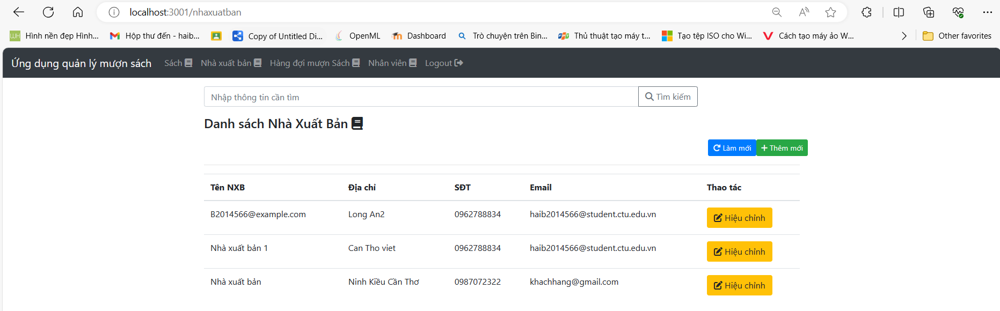 localhost:3001/nhaxuatban
Hình nền đẹp Hình... Hộp thư đến - haib... Copy of Untitled Di... OpenML Dashboard Trò chuyện trên Bin... Thủ thuật tạo máy t... Tạo tệp ISO cho Wi... Cách tạo máy ảo W... Other favorites
Ứng dụng quản lý mượn sách Sách Nhà xuất bản Hàng đợi mượn Sách Nhân viên Logout
Nhập thông tin cần tìm Tìm kiếm
Danh sách Nhà Xuất Bản
Làm mới Thêm mới
Tên NXB Địa chỉ SĐT Email Thao tác
B2014566@example.com Long An2 0962788834 haib2014566@student.ctu.edu.vn Hiệu chỉnh
Nhà xuất bản 1 Can Tho viet 0962788834 haib2014566@student.ctu.edu.vn Hiệu chỉnh
Nhà xuất bản Ninh Kiều Cần Thơ 0987072322 khachhang@gmail.com Hiệu chỉnh